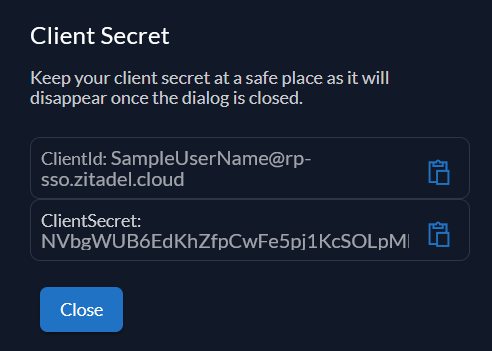 Client Secret
Keep your client secret at a safe place as it will
disappear once the dialog is closed.
ClientId: SampleUserName@rp-
sso.zitadel.cloud
ClientSecret:
NVbgWUB6EdKhZfpCwFe5pj1KcSOLpM
Close